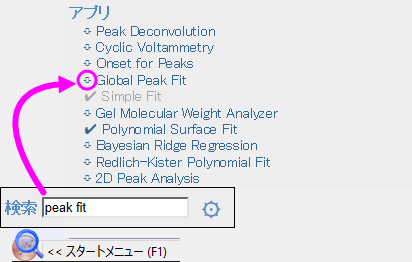 アプリ
Peak Deconvolution
Cyclic Voltammetry
Onset for Peaks
Global Peak Fit
Simple Fit
Gel Molecular Weight Analyzer
Polynomial Surface Fit
Bayesian Ridge Regression
Redlich-Kister Polynomial Fit
2D Peak Analysis
検索 peak fit
<< スタートメニュー (F1)